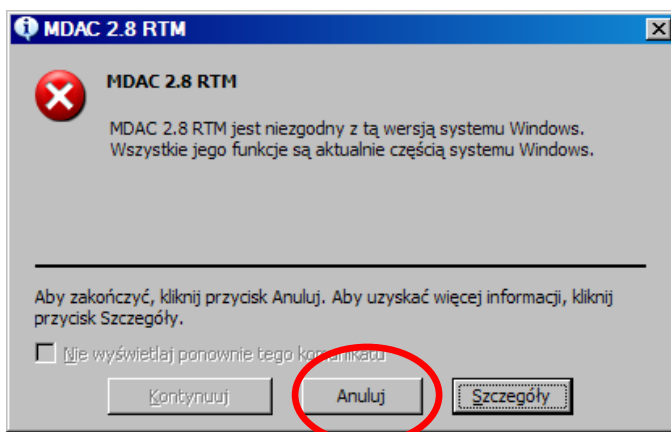 MDAC 2.8 RTM
MDAC 2.8 RTM
MDAC 2.8 RTM jest niezgodny z tą wersją systemu Windows.
Wszystkie jego funkcje są aktualnie częścią systemu Windows.
Aby zakończyć, kliknij przycisk Anuluj. Aby uzyskać więcej informacji, kliknij
przycisk Szczegóły.
Nie wyświetlaj ponownie tego komunikatu
Kontynuuj Anuluj Szczegóły